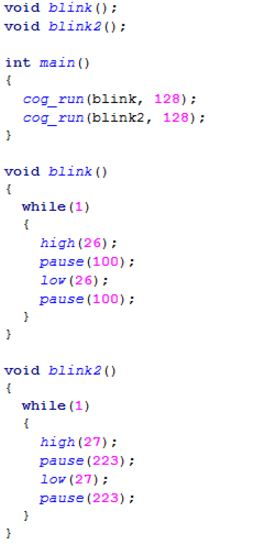 void blink();
void blink2();
int main()
{
cog_run(blink, 128);
cog_run(blink2, 128);
}
void blink()
{
while(1)
{
high(26);
pause(100);
low(26);
pause(100);
}
}
void blink2()
{
while(1)
{
high(27);
pause(223);
low(27);
pause(223);
}
}